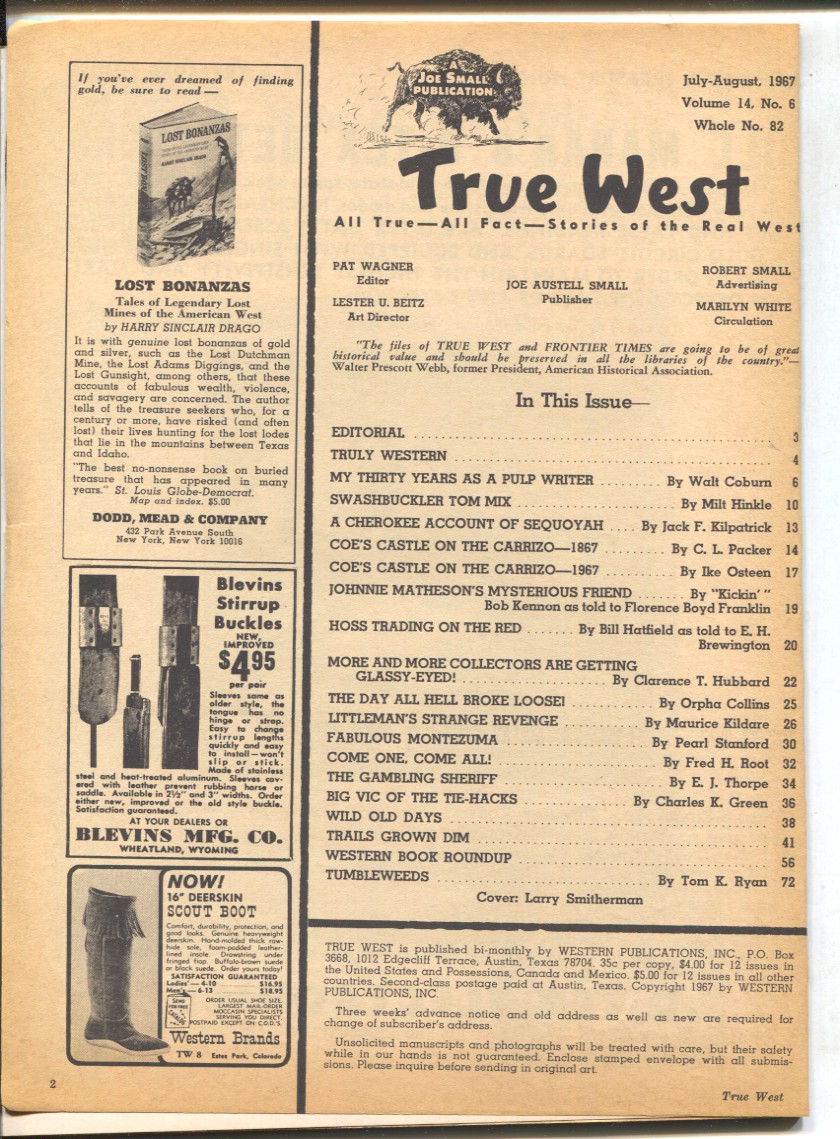 If you've ever dreamed of finding
gold, be sure to read —
LOST BONANZAS
HARRY SINCLAIR DRAGO
LOST BONANZAS
Tales of Legendary Lost
Mines of the American West
by HARRY SINCLAIR DRAGO
It is with genuine lost bonanzas of gold
and silver, such as the Lost Dutchman
Mine, the Lost Adams Diggings, and the
Lost Gunsight, among others, that these
accounts of fabulous wealth, violence,
and savagery are concerned. The author
tells of the treasure seekers who, for a
century or more, have risked (and often
lost) their lives hunting for the lost lodes
that lie in the mountains between Texas
and Idaho.
"The best no-nonsense book on buried
treasure that has appeared in many
years." St. Louis Globe-Democrat.
Map and index. $5.00
DODD, MEAD & COMPANY
432 Park Avenue South
New York, New York 10016
Blevins
Stirrup
Buckles
NEW,
IMPROVED
$4.95
per pair
Sleeves same as
older style, the
tongue has no
hinge or strap.
Easy to change
stirrup lengths
quickly and easy
to install—won't
slip or stick.
Made of stainless
steel and heat-treated aluminum. Sleeves cov-
ered with leather prevent rubbing horse or
saddle. Available in 2½" and 3" widths. Order
either new, improved or the old style buckle.
Satisfaction guaranteed.
AT YOUR DEALERS OR
BLEVINS MFG. CO.
WHEATLAND, WYOMING
NOW!
16" DEERSKIN
SCOUT BOOT
Comfort, durability, protection, and
good looks. Genuine heavyweight
deerskin. Hand-molded thick raw-
hide sole, foam-padded leather-
lined insole. Drawstring under
fringed flap. Buffalo-brown suede
or black suede. Order yours today!
SATISFACTION GUARANTEED
Ladies'—4-10 $16.95
Men's—6-13 $18.95
SEND FOR FREE CATALOG
ORDER USUAL SHOE SIZE.
LARGEST MAIL-ORDER
MOCCASIN SPECIALISTS
SERVING YOU DIRECT.
POSTPAID EXCEPT ON C.O.D.'S.
Western Brands
TW 8 Estes Park, Colorado
2
A
JOE SMALL
PUBLICATION
July-August, 1967
Volume 14, No. 6
Whole No. 82
True West
All True—All Fact—Stories of the Real West
PAT WAGNER
Editor
LESTER U. BEITZ
Art Director
JOE AUSTELL SMALL
Publisher
ROBERT SMALL
Advertising
MARILYN WHITE
Circulation
"The files of TRUE WEST and FRONTIER TIMES are going to be of great
historical value and should be preserved in all the libraries of the country."—
Walter Prescott Webb, former President, American Historical Association.
In This Issue—
EDITORIAL 3
TRULY WESTERN 4
MY THIRTY YEARS AS A PULP WRITER By Walt Coburn 6
SWASHBUCKLER TOM MIX By Milt Hinkle 10
A CHEROKEE ACCOUNT OF SEQUOYAH By Jack F. Kilpatrick 13
COE'S CASTLE ON THE CARRIZO—1867 By C. L. Packer 14
COE'S CASTLE ON THE CARRIZO—1967 By Ike Osteen 17
JOHNNIE MATHESON'S MYSTERIOUS FRIEND By "Kickin' "
Bob Kennon as told to Florence Boyd Franklin 19
HOSS TRADING ON THE RED By Bill Hatfield as told to E. H.
Brewington 20
MORE AND MORE COLLECTORS ARE GETTING
GLASSY-EYED! By Clarence T. Hubbard 22
THE DAY ALL HELL BROKE LOOSE! By Orpha Collins 25
LITTLEMAN'S STRANGE REVENGE By Maurice Kildare 26
FABULOUS MONTEZUMA By Pearl Stanford 30
COME ONE, COME ALL! By Fred H. Root 32
THE GAMBLING SHERIFF By E. J. Thorpe 34
BIG VIC OF THE TIE-HACKS By Charles K. Green 36
WILD OLD DAYS 38
TRAILS GROWN DIM 41
WESTERN BOOK ROUNDUP 56
TUMBLEWEEDS By Tom K. Ryan 72
Cover: Larry Smitherman
TRUE WEST is published bi-monthly by WESTERN PUBLICATIONS, INC., P.O. Box
3668, 1012 Edgecliff Terrace, Austin, Texas 78704. 35c per copy, $4.00 for 12 issues in
the United States and Possessions, Canada and Mexico. $5.00 for 12 issues in all other
countries. Second-class postage paid at Austin, Texas. Copyright 1967 by WESTERN
PUBLICATIONS, INC.
Three weeks' advance notice and old address as well as new are required for
change of subscriber's address.
Unsolicited manuscripts and photographs will be treated with care, but their safety
while in our hands is not guaranteed. Enclose stamped envelope with all submis-
sions. Please inquire before sending in original art.
True West